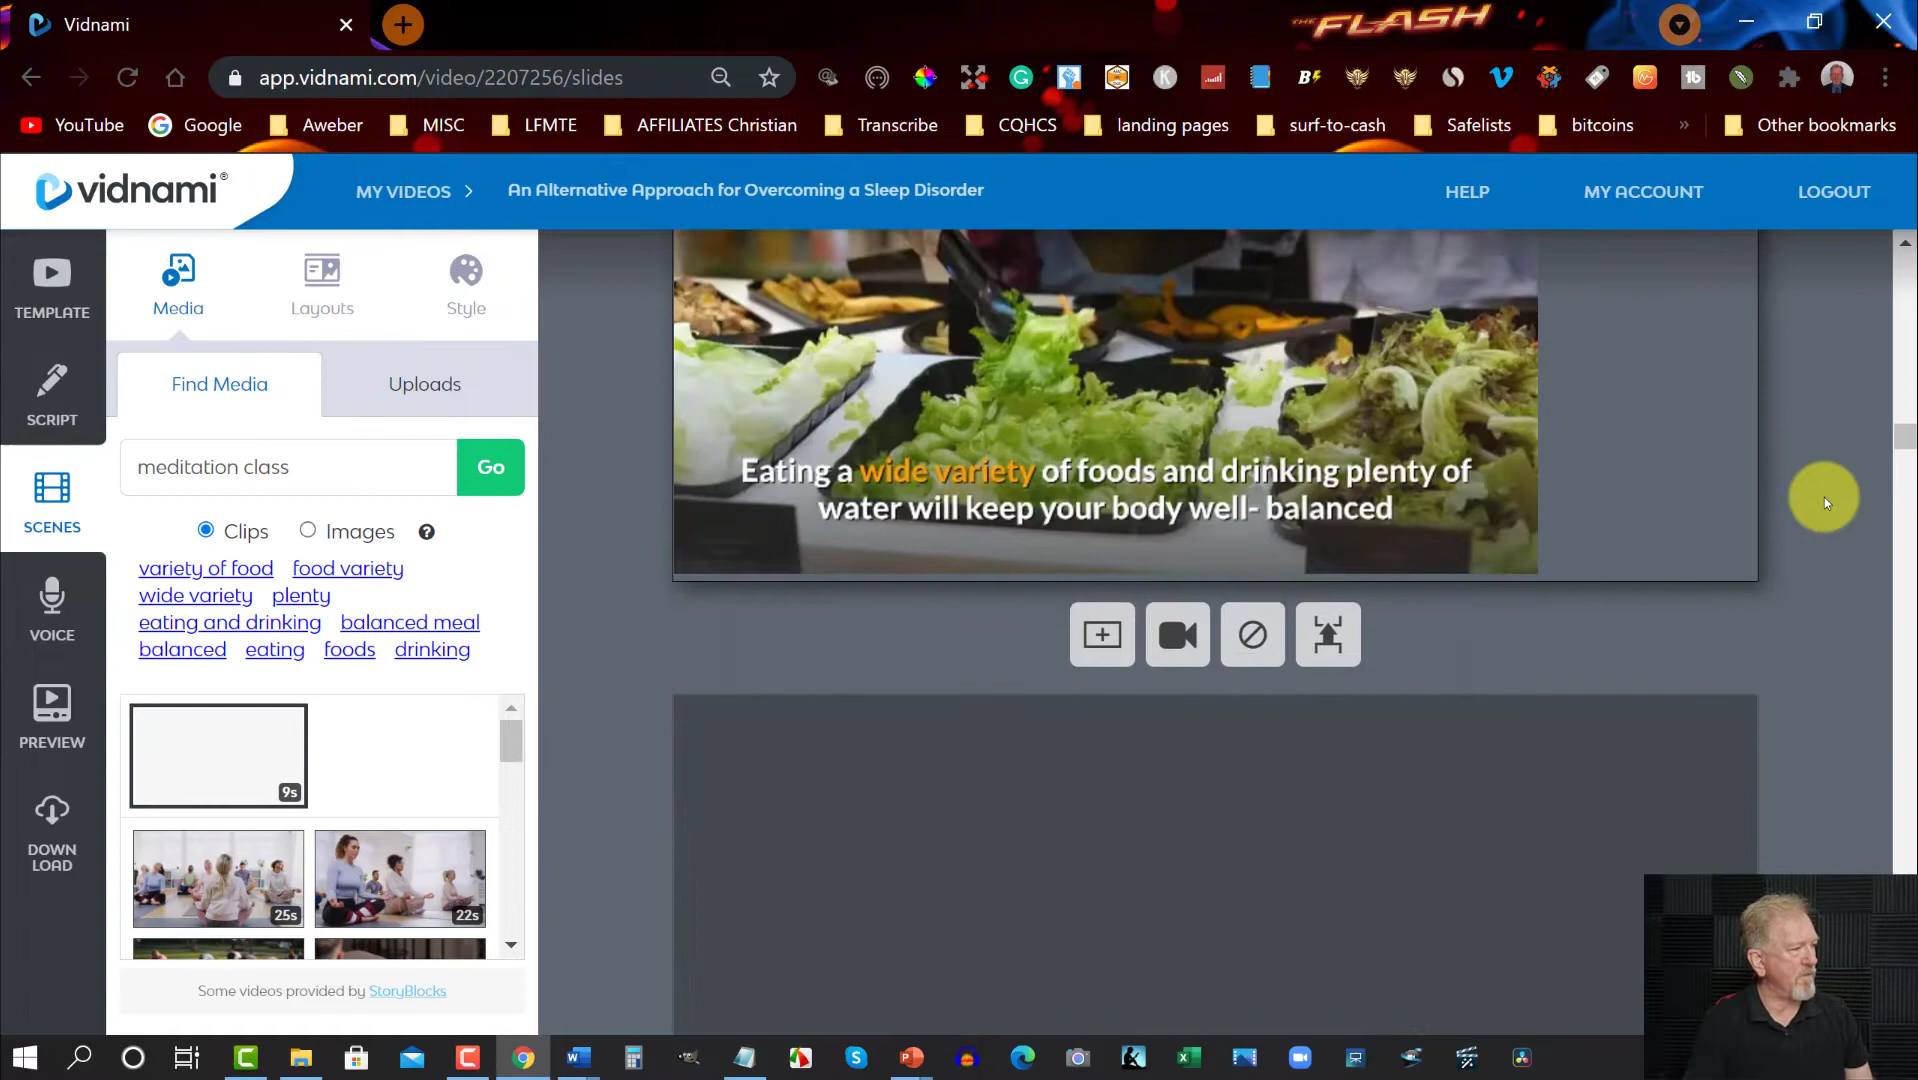 Vidnami
THE FLASH
app.vidnami.com/video/2207256/slides
YouTube Google Aweber MISC LFMTE AFFILIATES Christian Transcribe CQHCS landing pages surf-to-cash Safelists bitcoins » Other bookmarks
vidnami®
MY VIDEOS > An Alternative Approach for Overcoming a Sleep Disorder
HELP MY ACCOUNT LOGOUT
TEMPLATE
SCRIPT
SCENES
VOICE
PREVIEW
DOWN
LOAD
Media Layouts Style
Find Media Uploads
meditation class Go
Clips Images ?
variety of food food variety
wide variety plenty
eating and drinking balanced meal
balanced eating foods drinking
9s
25s 22s
Some videos provided by StoryBlocks
Eating a wide variety of foods and drinking plenty of
water will keep your body well- balanced